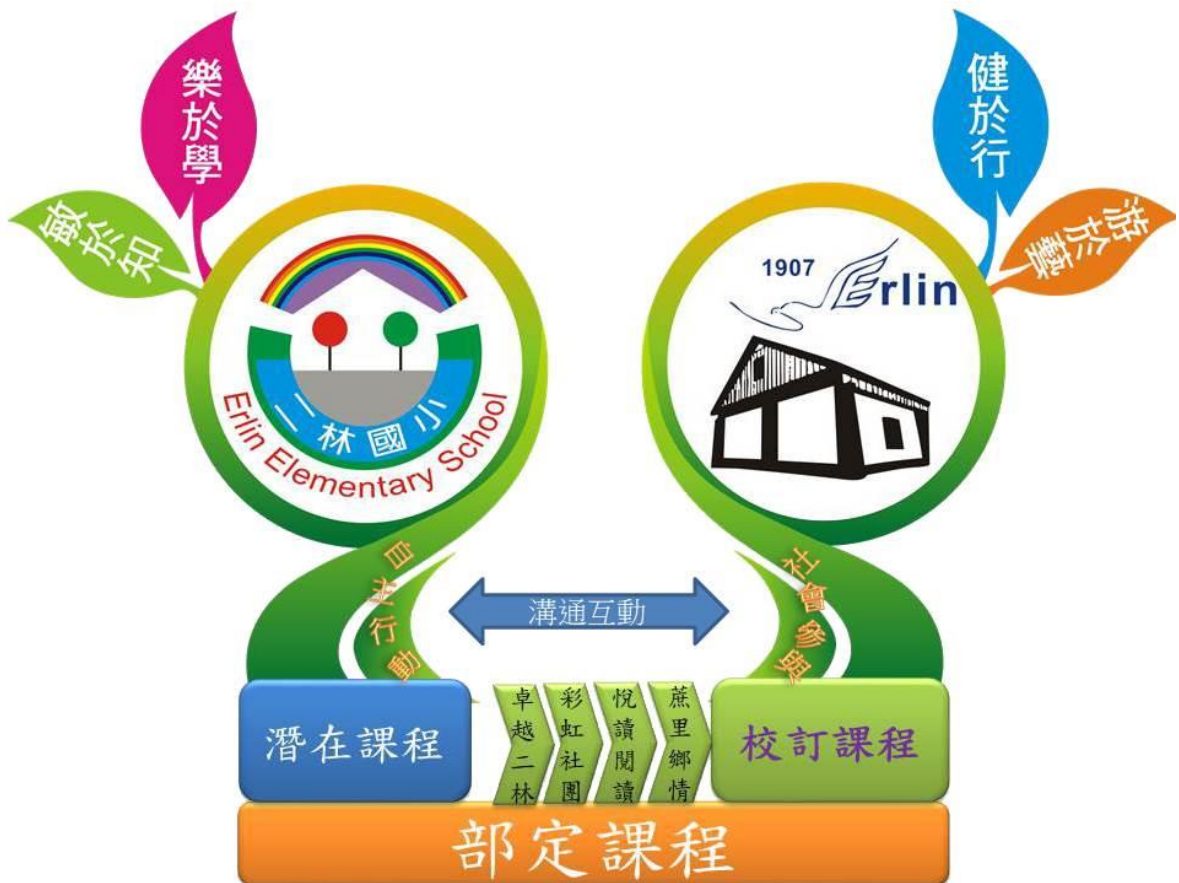 樂於學
敏於知
健於行
游於藝
二林國小
Erlin Elementary School
1907
Erlin
自主行動
溝通互動
社會參與
潛在課程
卓越二林
彩虹社團
悅讀閱讀
蔗里鄉情
校訂課程
部定課程